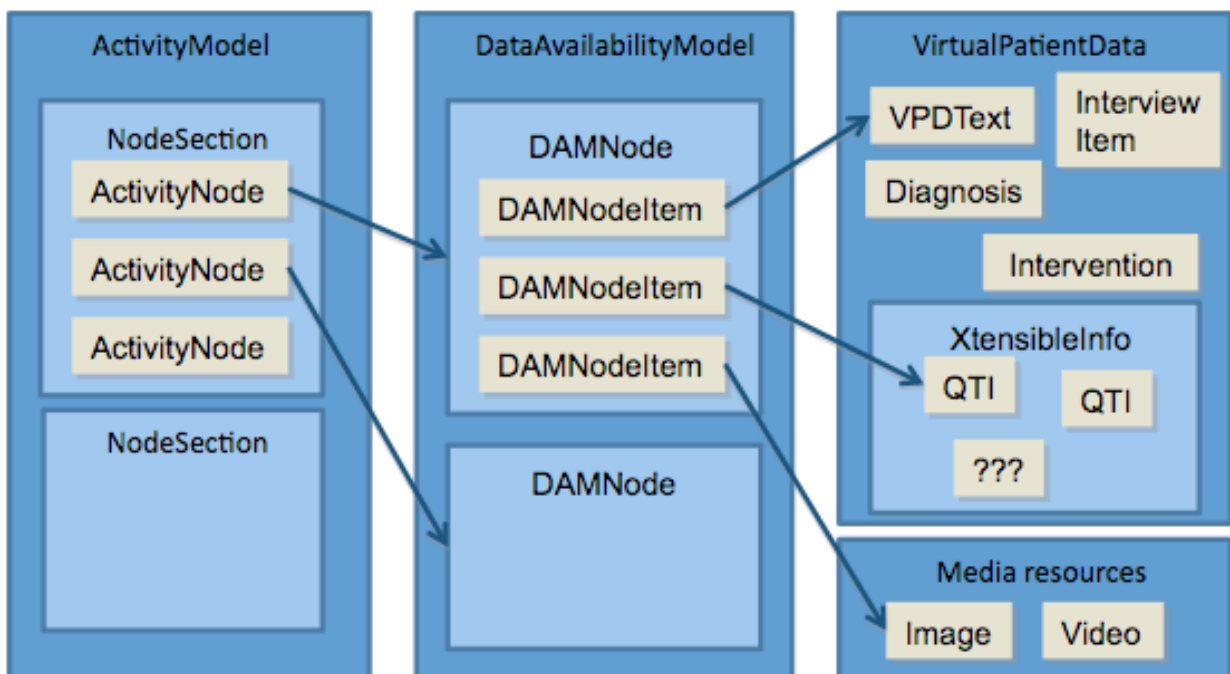 ActivityModel
NodeSection
ActivityNode
ActivityNode
ActivityNode
NodeSection
DataAvailabilityModel
DAMNode
DAMNodeItem
DAMNodeItem
DAMNodeItem
DAMNode
VirtualPatientData
VPDText
Interview
Item
Diagnosis
Intervention
XtensibleInfo
QTI
QTI
???
Media resources
Image
Video